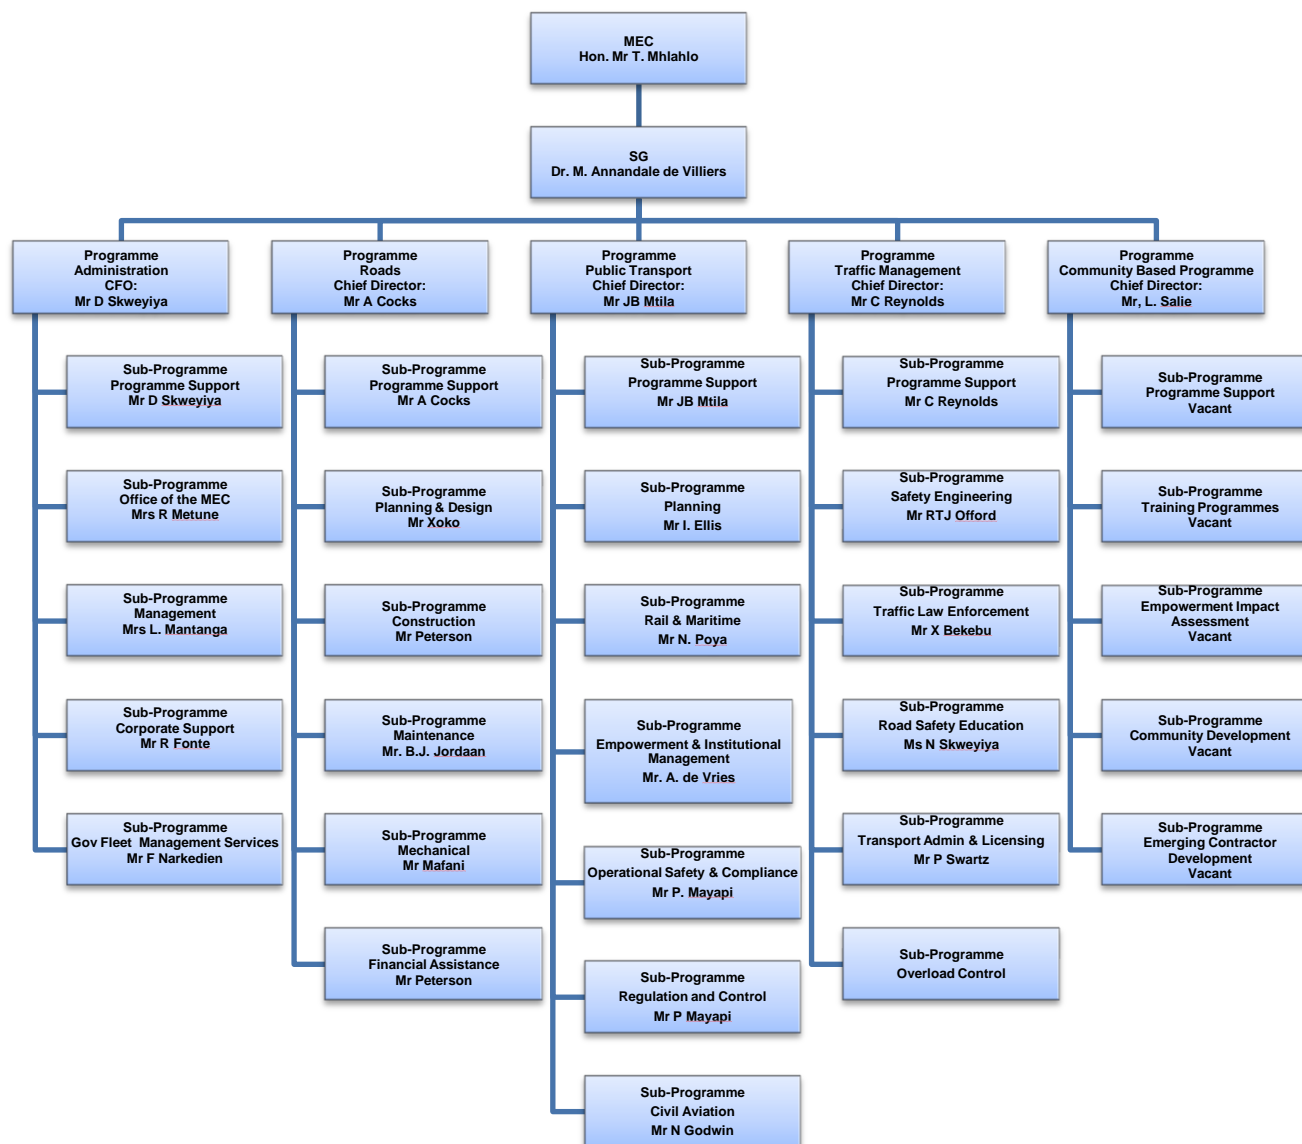 MEC
Hon. Mr T. Mhlahlo
SG
Dr. M. Annandale de Villiers
Programme
Administration
CFO:
Mr D Skweyiya
Sub-Programme
Programme Support
Mr D Skweyiya
Sub-Programme
Office of the MEC
Mrs R Metune
Sub-Programme
Management
Mrs L. Mantanga
Sub-Programme
Corporate Support
Mr R Fonte
Sub-Programme
Gov Fleet Management Services
Mr F Narkedien
Programme
Roads
Chief Director:
Mr A Cocks
Sub-Programme
Programme Support
Mr A Cocks
Sub-Programme
Planning & Design
Mr Xoko
Sub-Programme
Construction
Mr Peterson
Sub-Programme
Maintenance
Mr. B.J. Jordaan
Sub-Programme
Mechanical
Mr Mafani
Sub-Programme
Financial Assistance
Mr Peterson
Programme
Public Transport
Chief Director:
Mr JB Mtila
Sub-Programme
Programme Support
Mr JB Mtila
Sub-Programme
Planning
Mr I. Ellis
Sub-Programme
Rail & Maritime
Mr N. Poya
Sub-Programme
Empowerment & Institutional
Management
Mr. A. de Vries
Sub-Programme
Operational Safety & Compliance
Mr P. Mayapi
Sub-Programme
Regulation and Control
Mr P Mayapi
Sub-Programme
Civil Aviation
Mr N Godwin
Programme
Traffic Management
Chief Director:
Mr C Reynolds
Sub-Programme
Programme Support
Mr C Reynolds
Sub-Programme
Safety Engineering
Mr RTJ Offord
Sub-Programme
Traffic Law Enforcement
Mr X Bekebu
Sub-Programme
Road Safety Education
Ms N Skweyiya
Sub-Programme
Transport Admin & Licensing
Mr P Swartz
Sub-Programme
Overload Control
Programme
Community Based Programme
Chief Director:
Mr, L. Salie
Sub-Programme
Programme Support
Vacant
Sub-Programme
Training Programmes
Vacant
Sub-Programme
Empowerment Impact
Assessment
Vacant
Sub-Programme
Community Development
Vacant
Sub-Programme
Emerging Contractor
Development
Vacant